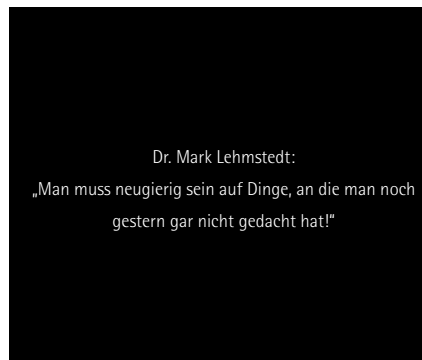 Dr. Mark Lehmstedt:
„Man muss neugierig sein auf Dinge, an die man noch
gestern gar nicht gedacht hat!“